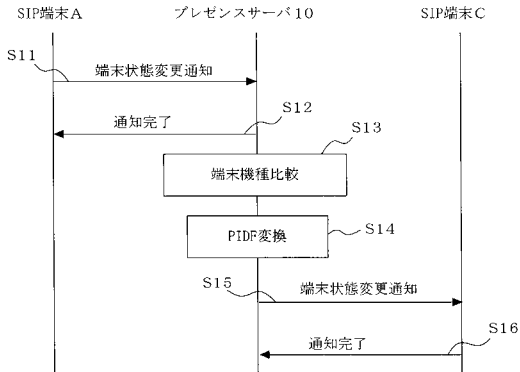 SIP端末A
プレゼンスサーバ10
SIP端末C
S11
端末状態変更通知
S12
通知完了
S13
端末機種比較
S14
PIDF変換
S15
端末状態変更通知
S16
通知完了